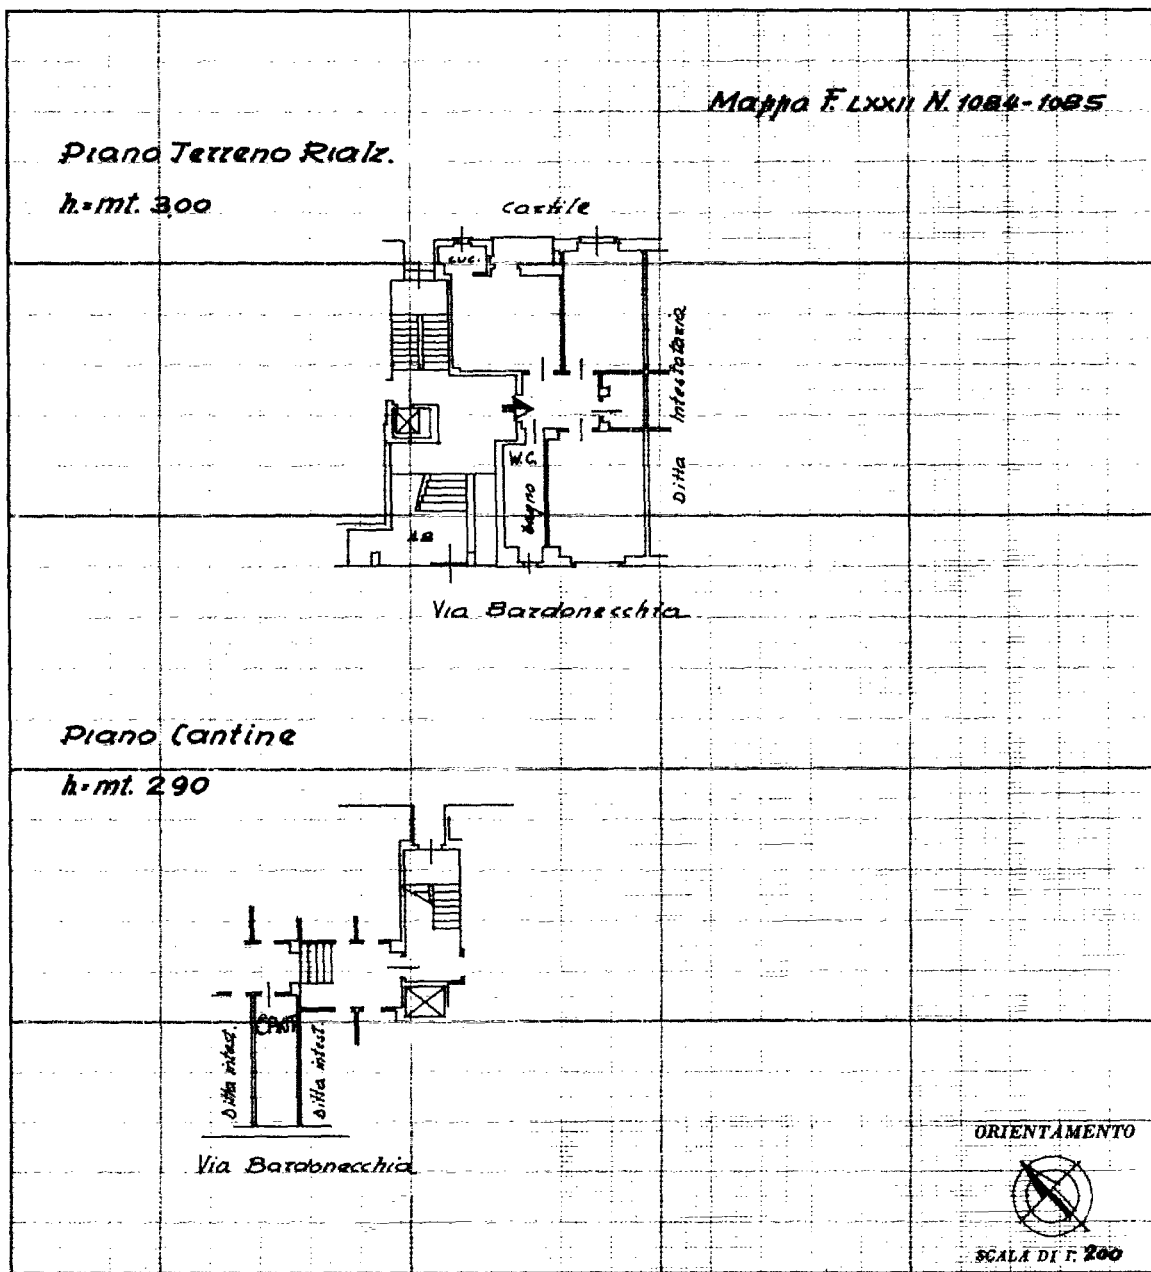 Mappa F. LXXII N. 1084-1085
Piano Terreno Rialz.
h=mt. 3,00
cortile
cuc.
Ditta Intestataria
W.C.
bagno
Via Bardonecchia
Piano Cantine
h=mt. 2 90
CANT.
Ditta intest.
Ditta intest.
Via Bardonecchia
ORIENTAMENTO
SCALA DI 1: 200